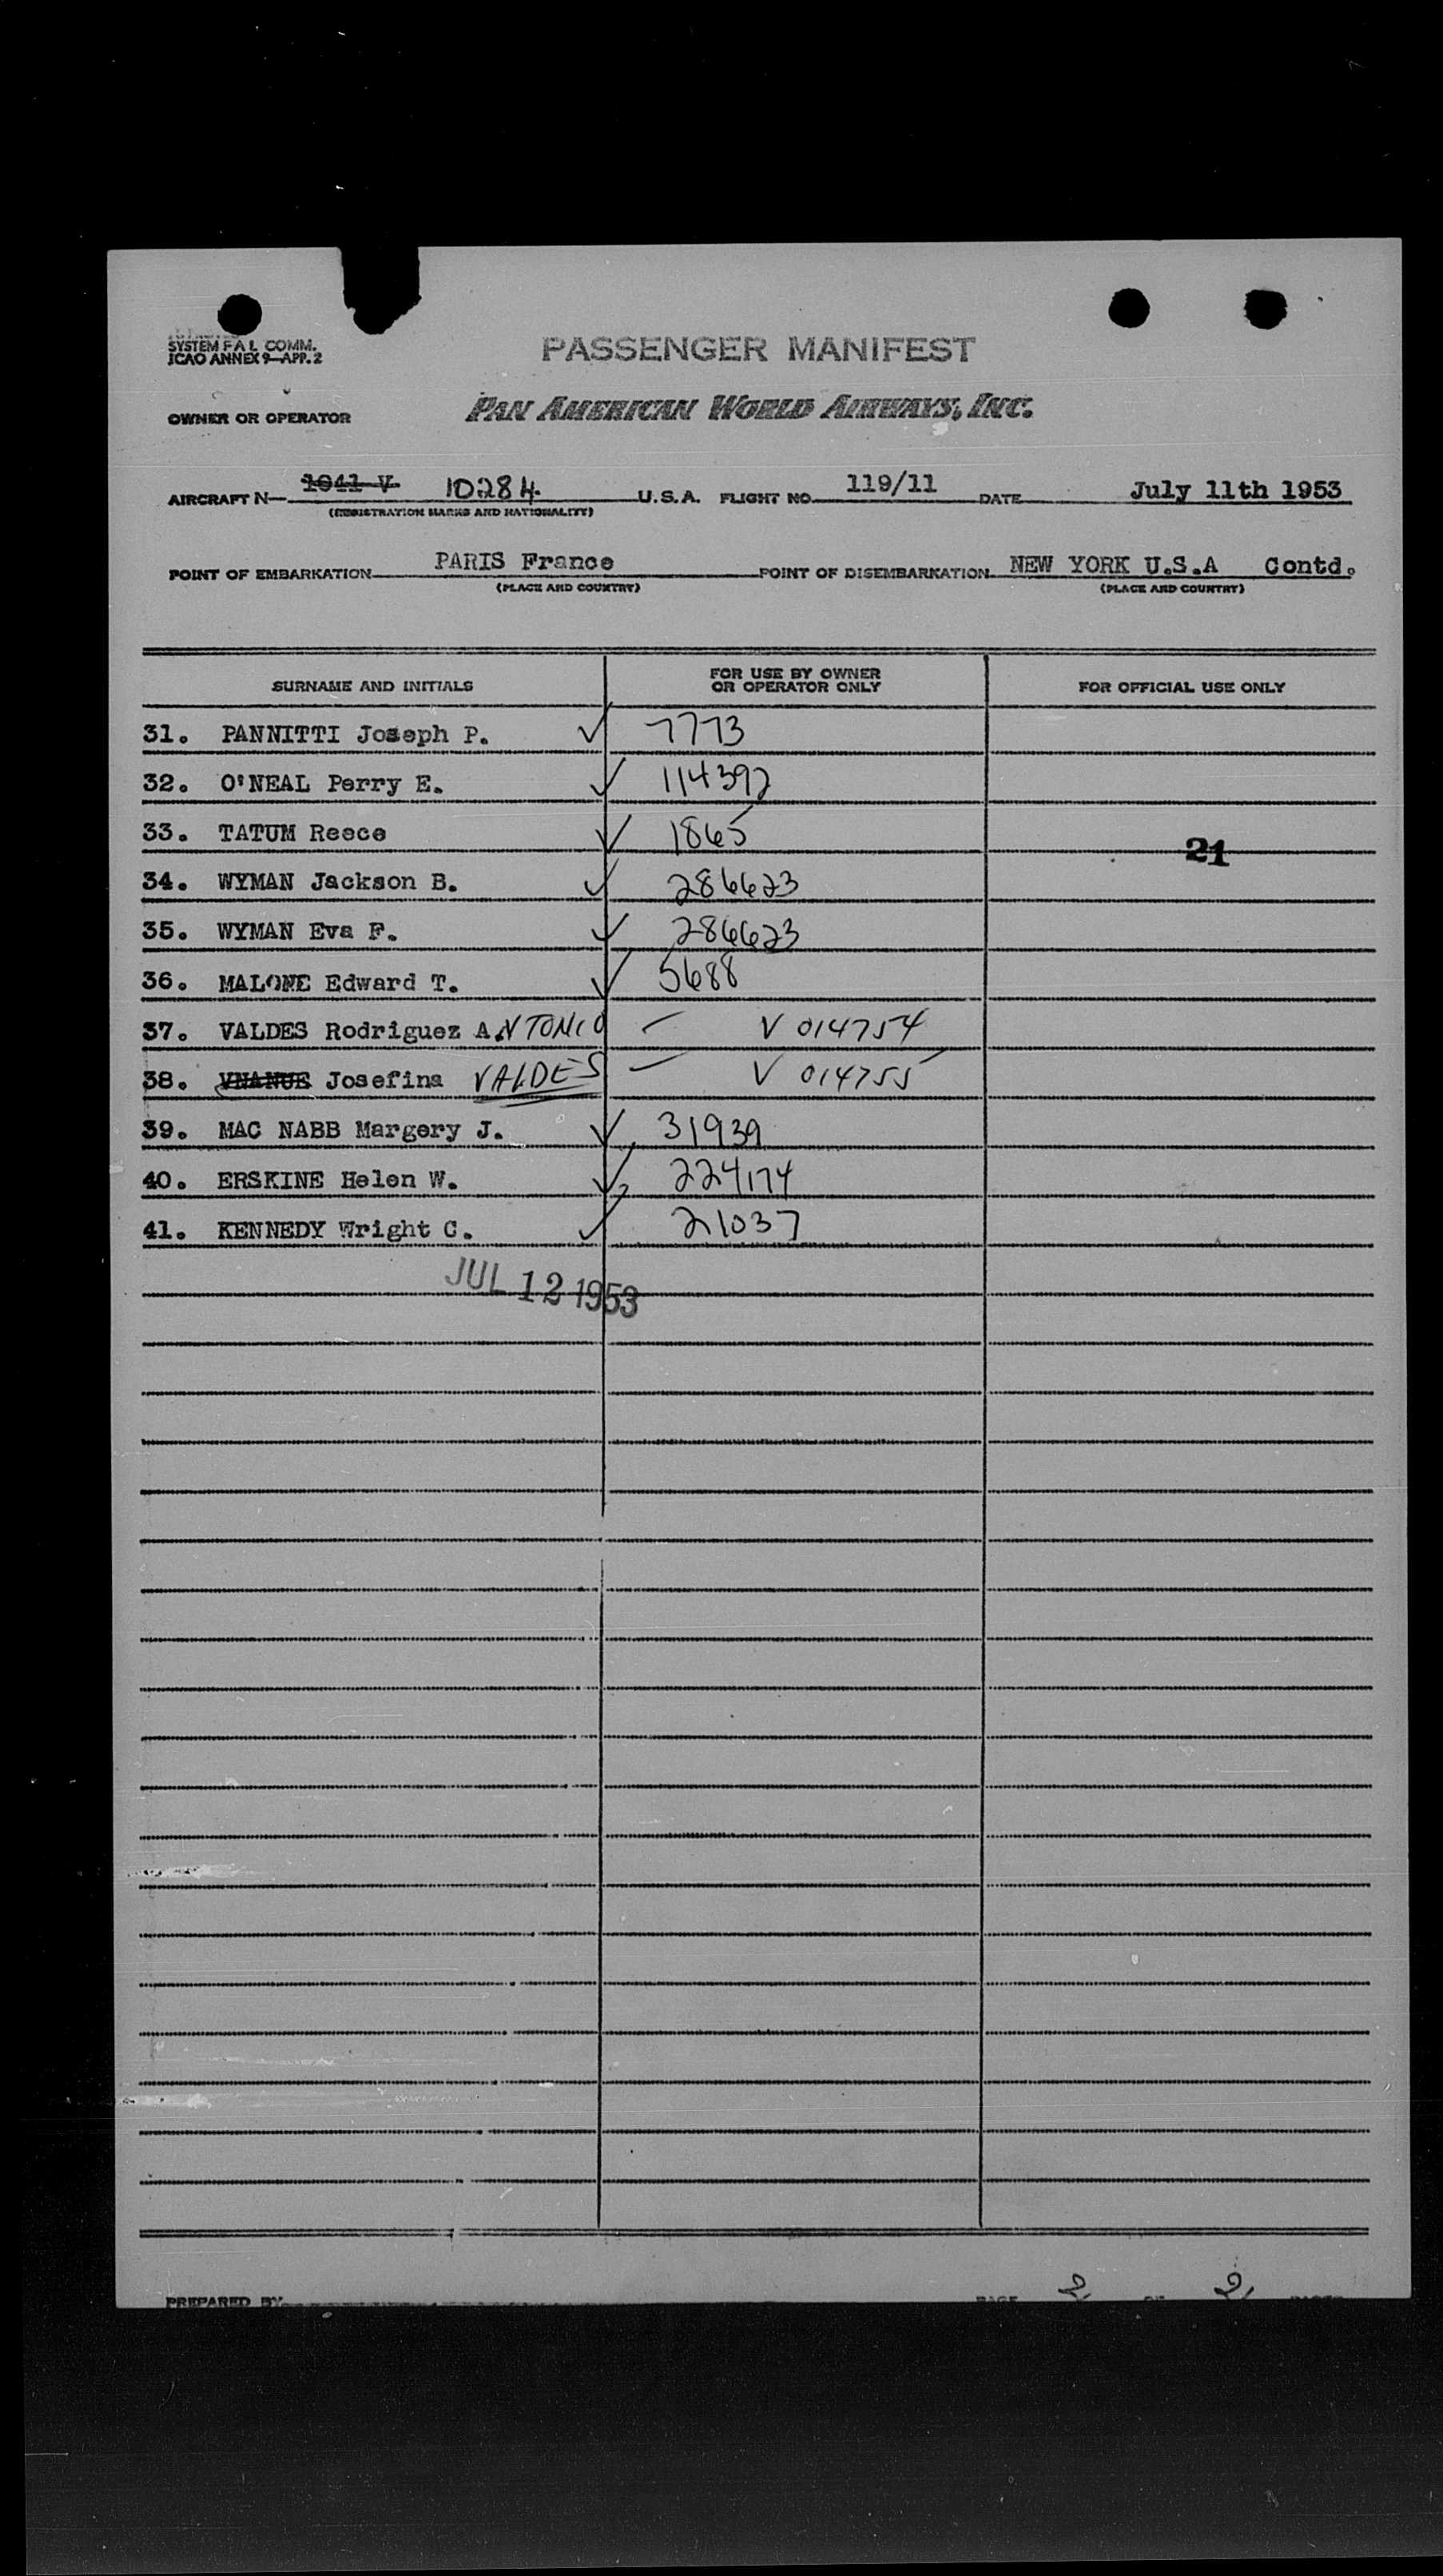 SYSTEM F A L COMM.
ICAO ANNEX 9—APP. 2
PASSENGER MANIFEST
OWNER OR OPERATOR PAN AMERICAN WORLD AIRWAYS, INC.
AIRCRAFT N— 1041 V 10284 U.S.A. FLIGHT NO. 119/11 DATE July 11th 1953
(REGISTRATION MARKS AND NATIONALITY)
POINT OF EMBARKATION PARIS France POINT OF DISEMBARKATION NEW YORK U.S.A Contd.
(PLACE AND COUNTRY) (PLACE AND COUNTRY)
SURNAME AND INITIALS FOR USE BY OWNER OR OPERATOR ONLY FOR OFFICIAL USE ONLY
31. PANNITTI Joseph P. ✓ 7773
32. O'NEAL Perry E. ✓ 114392
33. TATUM Reece ✓ 1865
21
34. WYMAN Jackson B. ✓ 286623
35. WYMAN Eva F. ✓ 286623
36. MALONE Edward T. ✓ 5688
37. VALDES Rodriguez A.NTONIO — V 014754
38. Josefina VALDES — V 014755
39. MAC NABB Margery J. ✓ 31939
40. ERSKINE Helen W. ✓ 224174
41. KENNEDY Wright C. ✓ 21037
JUL 12 1953
PREPARED BY PAGE 2 OF 2 PAGES